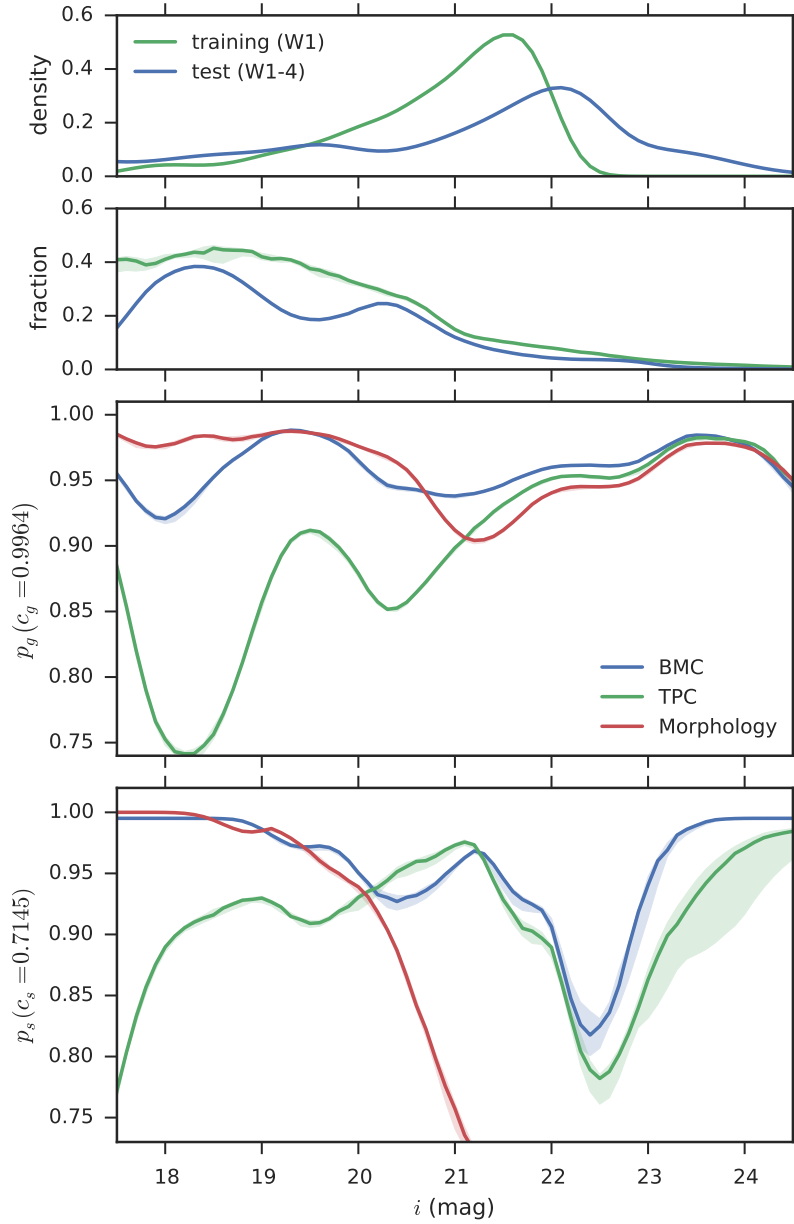 0.6
training (W1)
test (W1-4)
0.4
0.2
0.0
density
0.6
0.4
0.2
0.0
fraction
1.00
0.95
0.90
0.85
0.80
0.75
p_g(c_g=0.9964)
BMC
TPC
Morphology
1.00
0.95
0.90
0.85
0.80
0.75
p_s(c_s=0.7145)
18 19 20 21 22 23 24
i (mag)